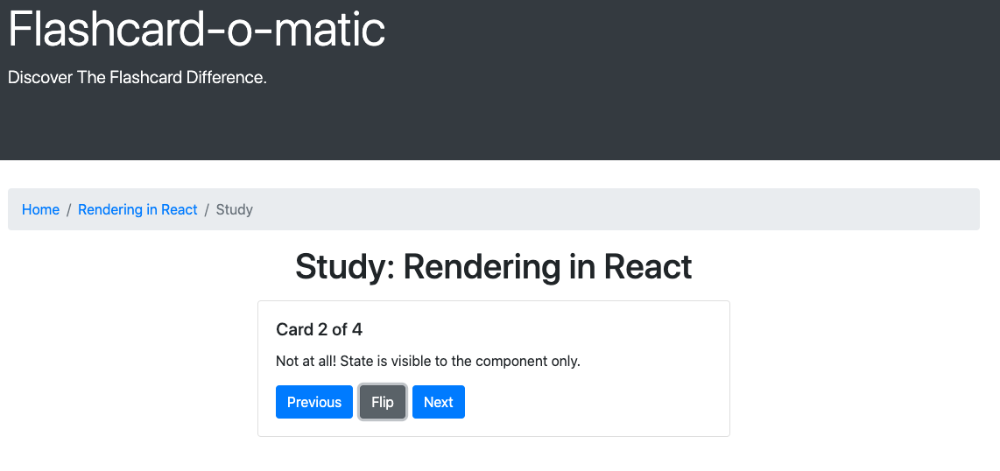 Flashcard-o-matic
Discover The Flashcard Difference.
Home / Rendering in React / Study
Study: Rendering in React
Card 2 of 4
Not at all! State is visible to the component only.
Previous Flip Next